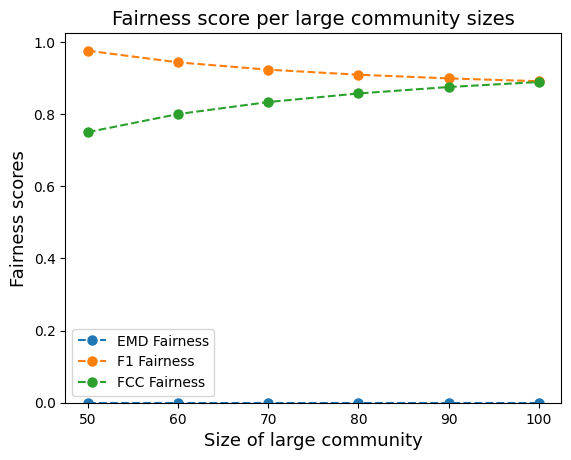 Fairness score per large community sizes
1.0
0.8
0.6
0.4
0.2
0.0
Fairness scores
EMD Fairness
F1 Fairness
FCC Fairness
50 60 70 80 90 100
Size of large community